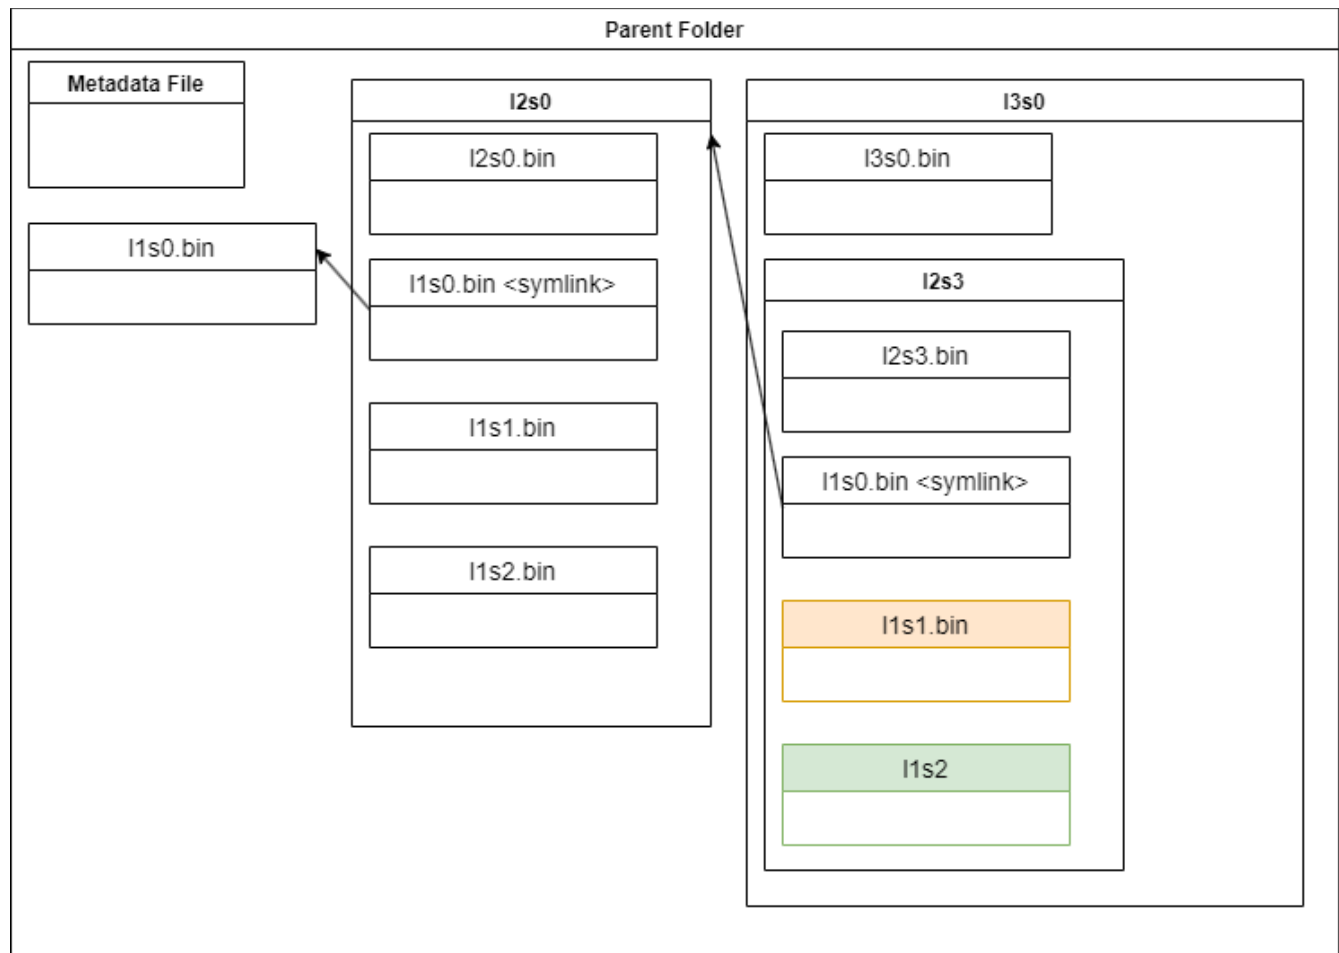 Parent Folder
Metadata File
l1s0.bin
l2s0
l2s0.bin
l1s0.bin <symlink>
l1s1.bin
l1s2.bin
l3s0
l3s0.bin
l2s3
l2s3.bin
l1s0.bin <symlink>
l1s1.bin
l1s2